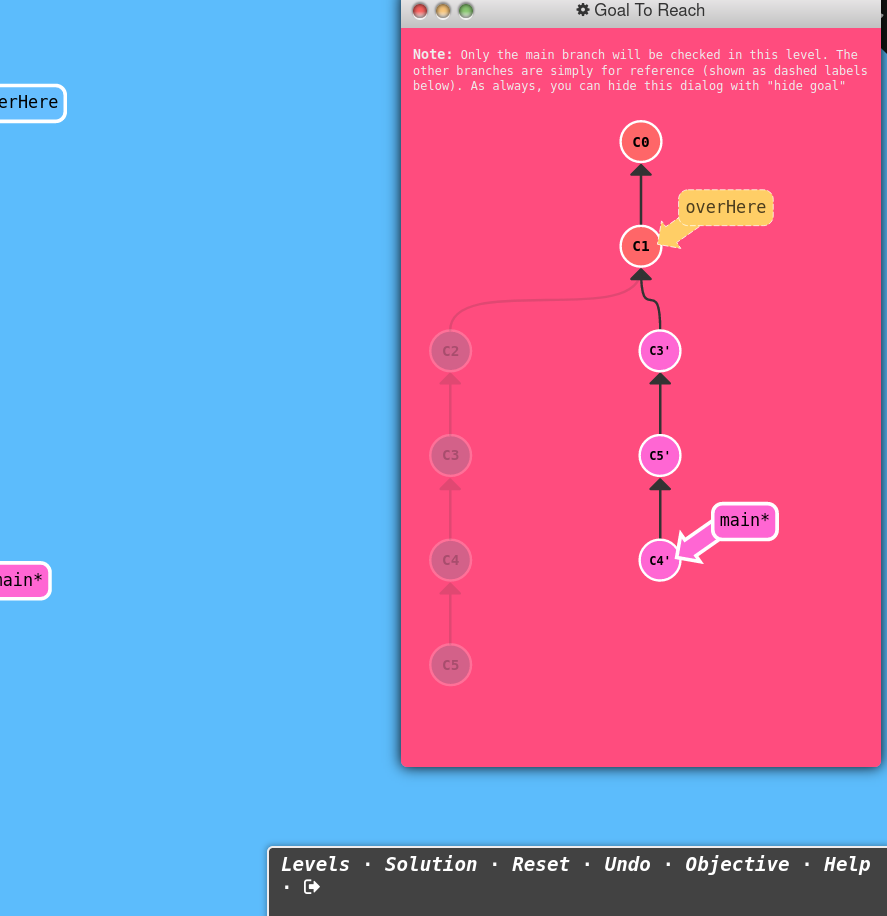 Goal To Reach
Note: Only the main branch will be checked in this level. The
other branches are simply for reference (shown as dashed labels
below). As always, you can hide this dialog with "hide goal"
erHere
C0
overHere
C1
C2
C3'
C3
C5'
main*
C4
C4'
ain*
C5
Levels · Solution · Reset · Undo · Objective · Help
·